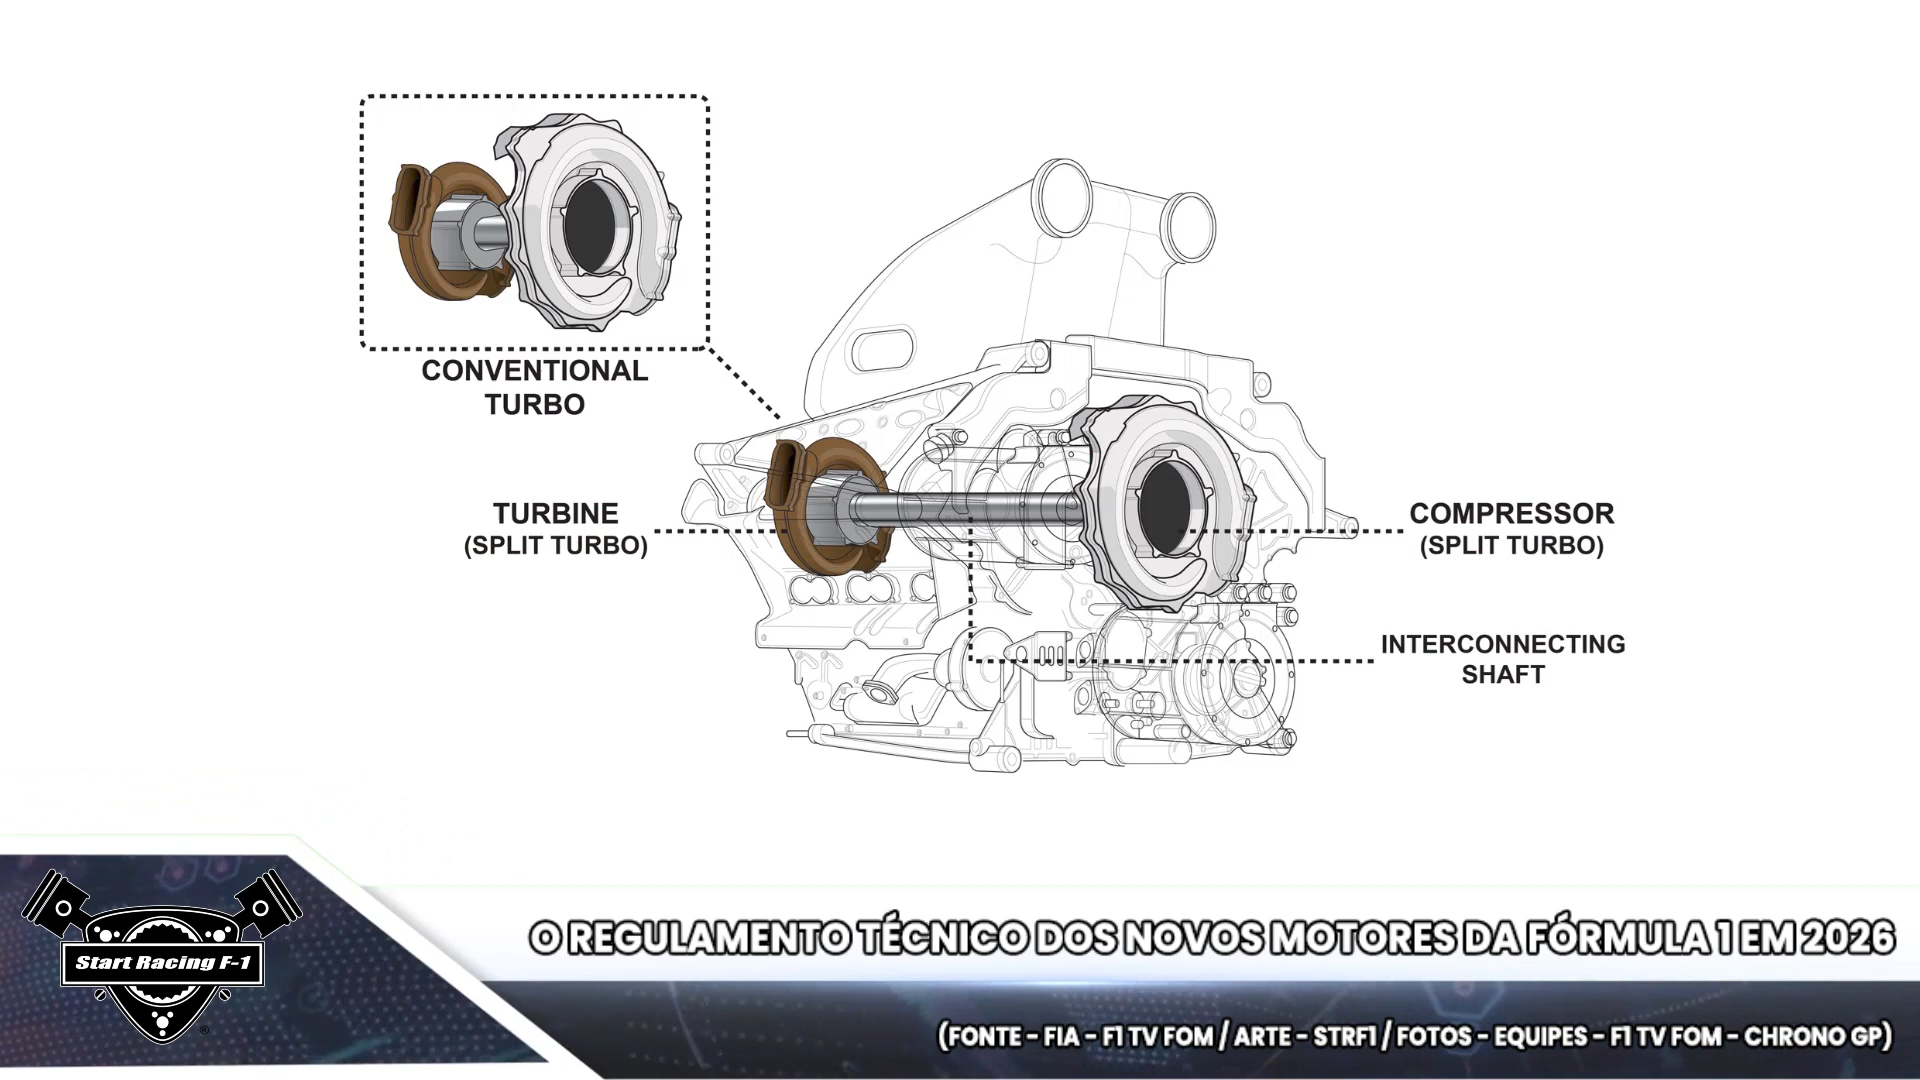 CONVENTIONAL
TURBO
TURBINE
(SPLIT TURBO)
COMPRESSOR
(SPLIT TURBO)
INTERCONNECTING
SHAFT
Start Racing F-1
®
O REGULAMENTO TÉCNICO DOS NOVOS MOTORES DA FÓRMULA 1 EM 2026
(FONTE - FIA - F1 TV FOM / ARTE - STRF1 / FOTOS - EQUIPES - F1 TV FOM - CHRONO GP)